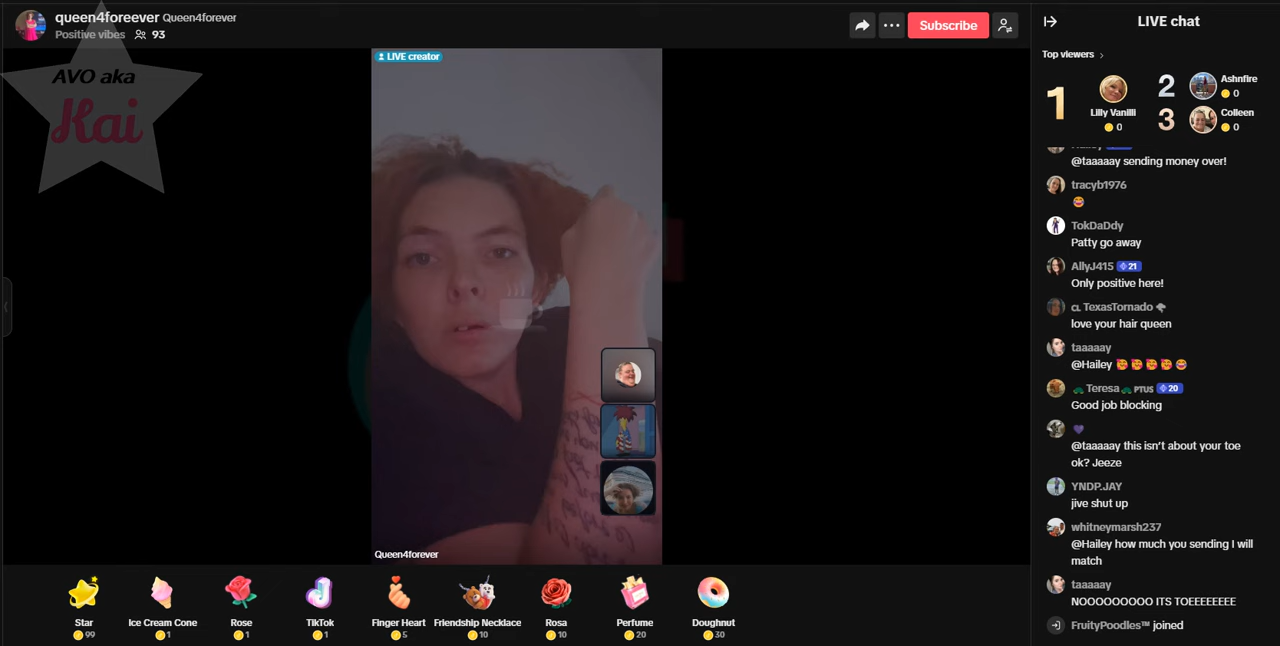 queen4foreever Queen4forever
Positive vibes 93
Subscribe
AVO aka
Kai
LIVE creator
Queen4forever
Star
99
Ice Cream Cone
1
Rose
1
TikTok
1
Finger Heart
5
Friendship Necklace
10
Rosa
10
Perfume
20
Doughnut
30
LIVE chat
Top viewers
1
Lilly Vanilli
0
2
Ashnfire
0
3
Colleen
0
@taaaaay sending money over!
tracyb1976
TokDaDdy
Patty go away
AllyJ415 21
Only positive here!
CL TexasTornado
love your hair queen
taaaaay
@Hailey
Teresa PTUS 20
Good job blocking
@taaaaay this isn't about your toe
ok? Jeeze
YNDP.JAY
jive shut up
whitneymarsh237
@Hailey how much you sending I will
match
taaaaay
NOOOOOOOOO ITS TOEEEEEEE
FruityPoodles™ joined